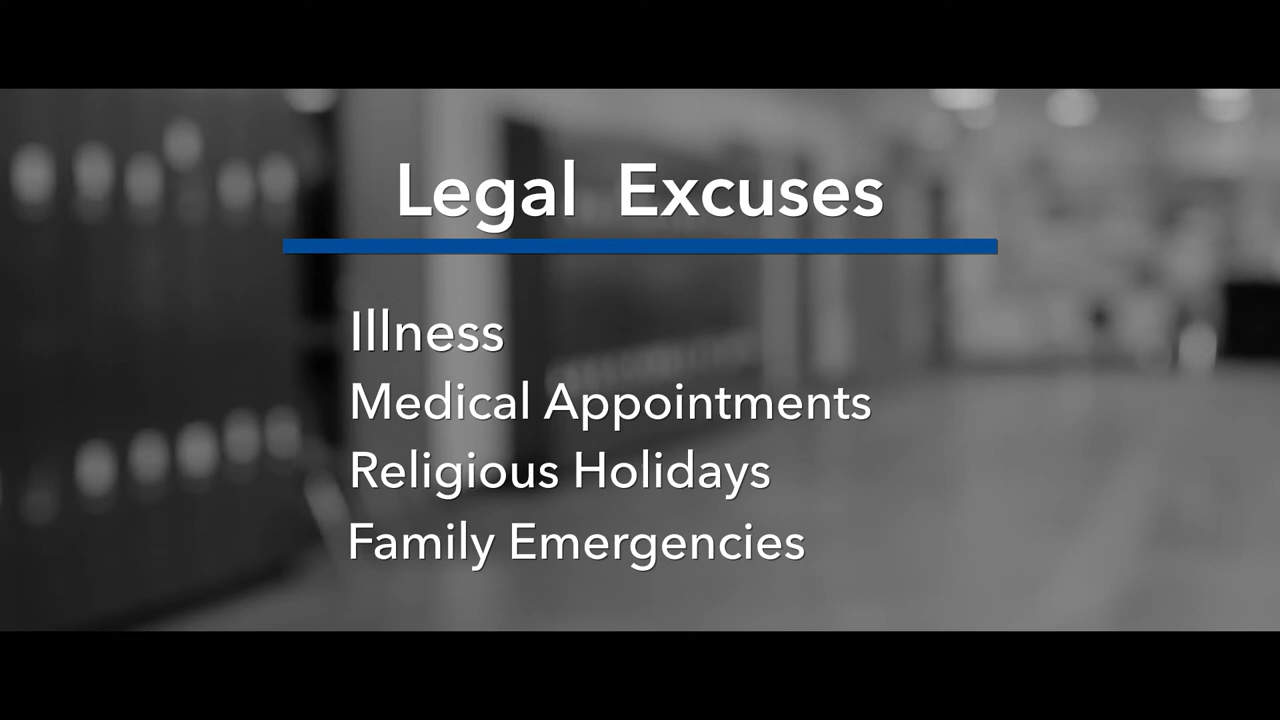 Legal Excuses
Illness
Medical Appointments
Religious Holidays
Family Emergencies